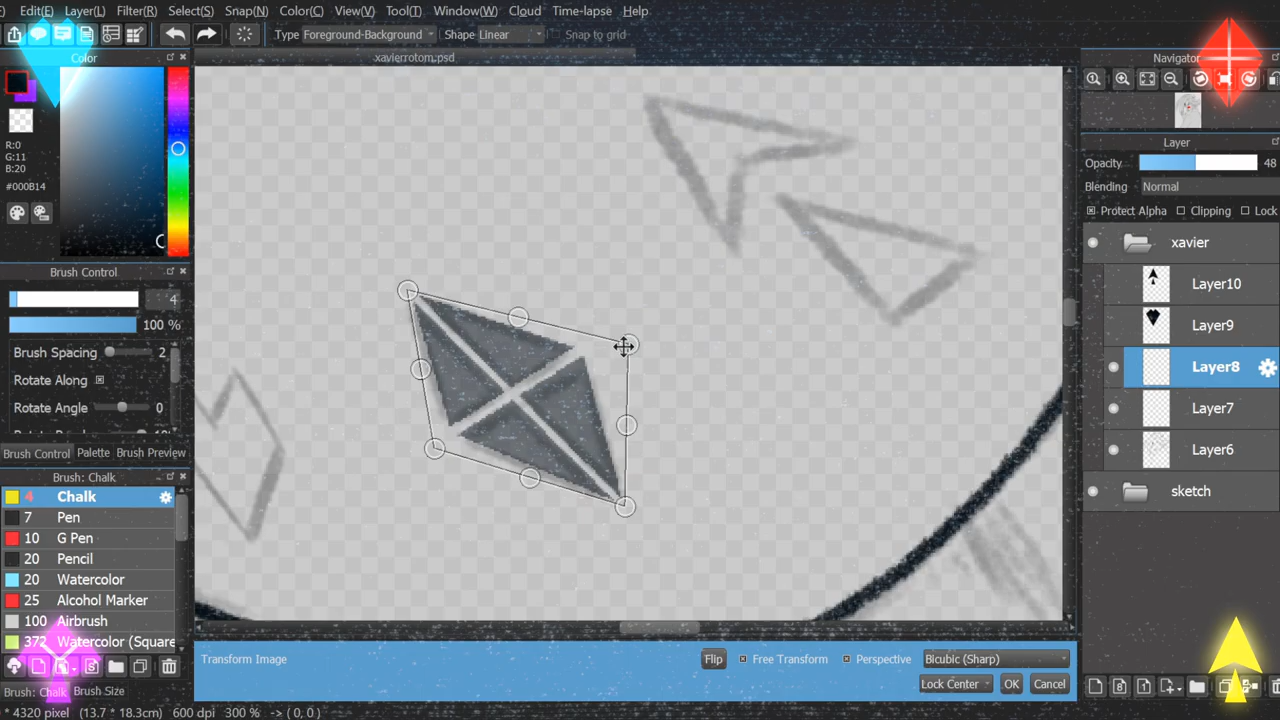 Edit(E) Layer(L) Filter(R) Select(S) Snap(N) Color(C) View(V) Tool(T) Window(W) Cloud Time-lapse Help
Type Foreground-Background Shape Linear Snap to grid
Color
xavierrotom.psd
Navigator
R:0
G:11
B:20
#000B14
Layer
Opacity 48
Blending Normal
Protect Alpha Clipping Lock
xavier
Layer10
Layer9
Layer8
Layer7
Layer6
sketch
Brush Control
4
100 %
Brush Spacing 2
Rotate Along
Rotate Angle 0
Brush Control Palette Brush Preview
Brush: Chalk
4 Chalk
7 Pen
10 G Pen
20 Pencil
20 Watercolor
25 Alcohol Marker
100 Airbrush
372 Watercolor (Square
Brush: Chalk Brush Size
Transform Image Flip Free Transform Perspective Bicubic (Sharp)
Lock Center OK Cancel
* 4320 pixel (13.7 * 18.3cm) 600 dpi 300 % -> ( 0, 0 )